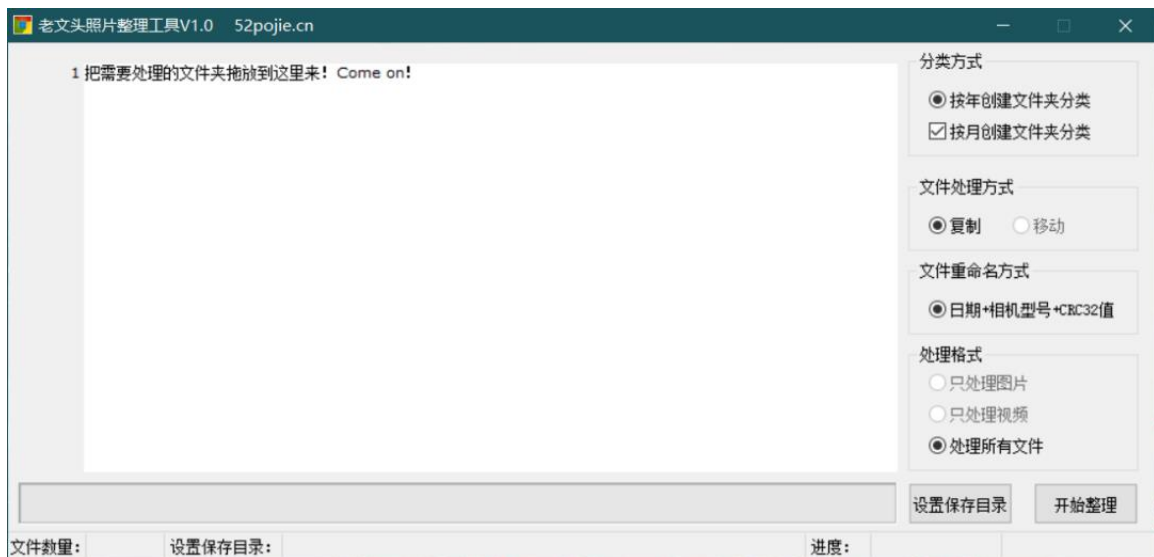 老文头照片整理工具V1.0 52pojie.cn
1 把需要处理的文件夹拖放到这里来！Come on！
分类方式
按年创建文件夹分类
按月创建文件夹分类
文件处理方式
复制 移动
文件重命名方式
日期+相机型号+CRC32值
处理格式
只处理图片
只处理视频
处理所有文件
设置保存目录 开始整理
文件数量： 设置保存目录： 进度：